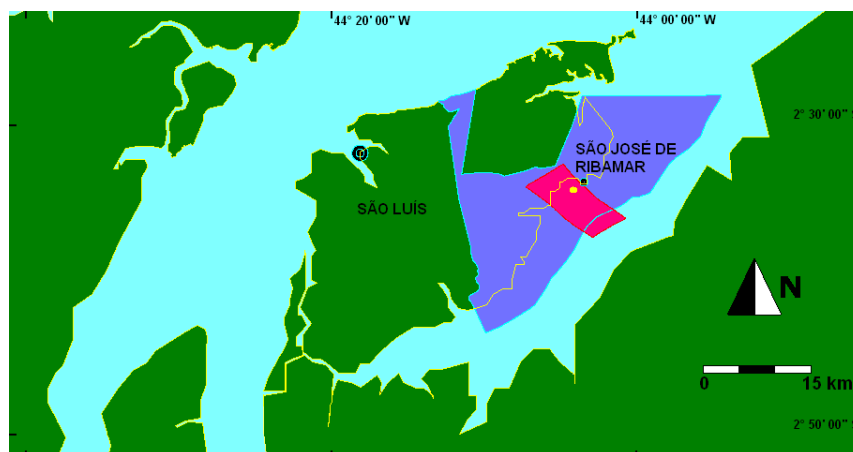 44° 20' 00'' W
44° 00' 00'' W
2° 30' 00''
SÃO JOSÉ DE
RIBAMAR
SÃO LUÍS
N
0 15 km
2° 50' 00''